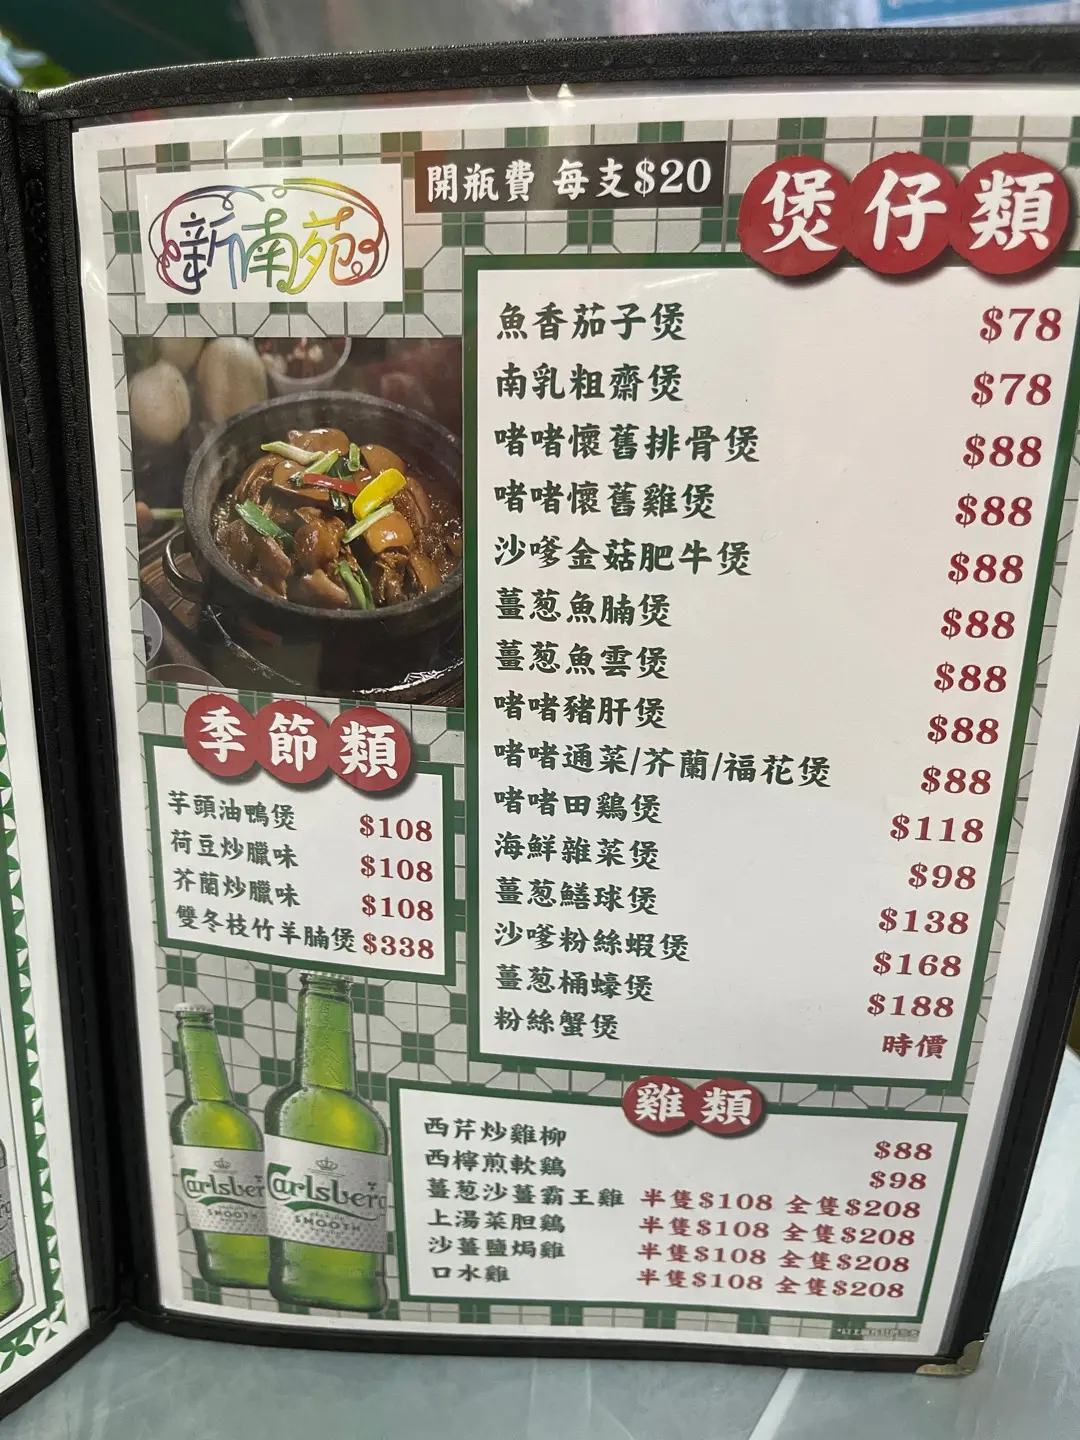 新南苑
開瓶費 每支$20
煲仔類
魚香茄子煲 $78
南乳粗齋煲 $78
啫啫懷舊排骨煲 $88
啫啫懷舊雞煲 $88
沙嗲金菇肥牛煲 $88
薑葱魚腩煲 $88
薑葱魚雲煲 $88
啫啫豬肝煲 $88
啫啫通菜/芥蘭/福花煲 $88
啫啫田鷄煲 $118
海鮮雜菜煲 $98
薑葱鱔球煲 $138
沙嗲粉絲蝦煲 $168
薑葱桶蠔煲 $188
粉絲蟹煲 時價
季節類
芋頭油鴨煲 $108
荷豆炒臘味 $108
芥蘭炒臘味 $108
雙冬枝竹羊腩煲 $338
雞類
西芹炒雞柳 $88
西檸煎軟鷄 $98
薑葱沙薑霸王雞 半隻$108 全隻$208
上湯菜胆鷄 半隻$108 全隻$208
沙薑鹽焗雞 半隻$108 全隻$208
口水雞 半隻$108 全隻$208
Carlsberg
SMOOTH
Carlsberg
SMOOTH